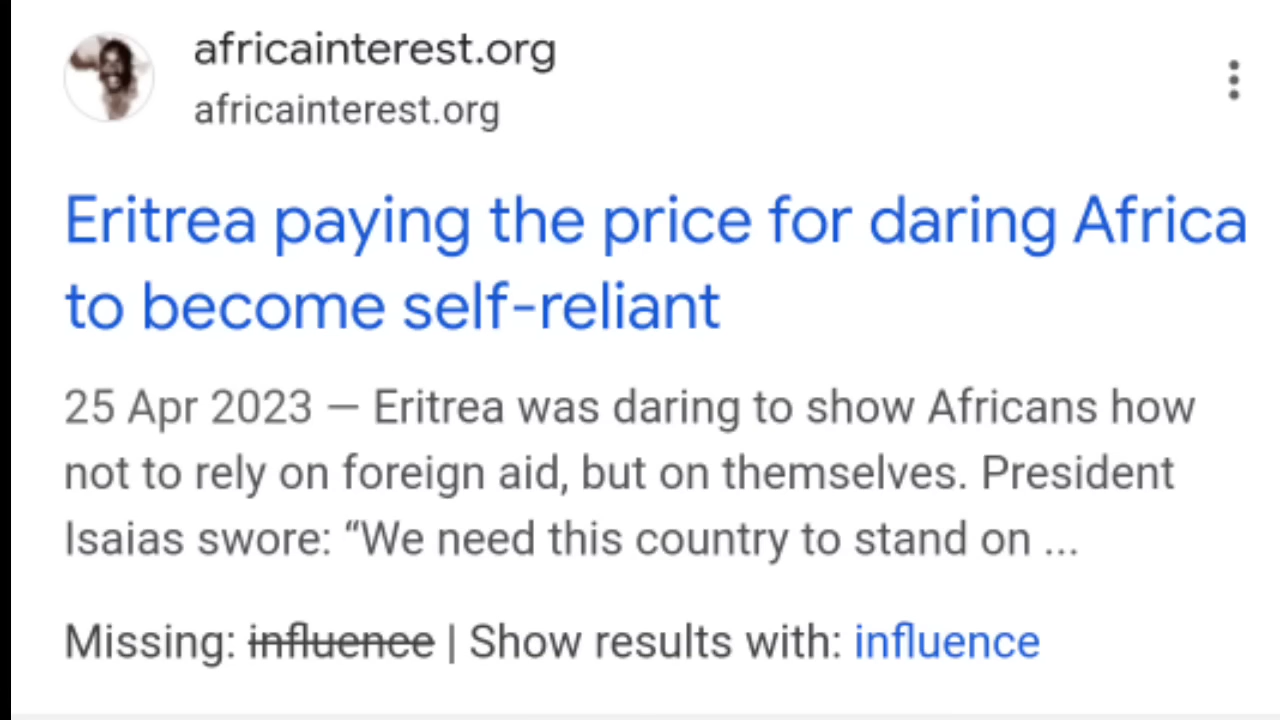 africainterest.org
africainterest.org
Eritrea paying the price for daring Africa
to become self-reliant
25 Apr 2023 — Eritrea was daring to show Africans how
not to rely on foreign aid, but on themselves. President
Isaias swore: “We need this country to stand on ...
Missing: influence | Show results with: influence